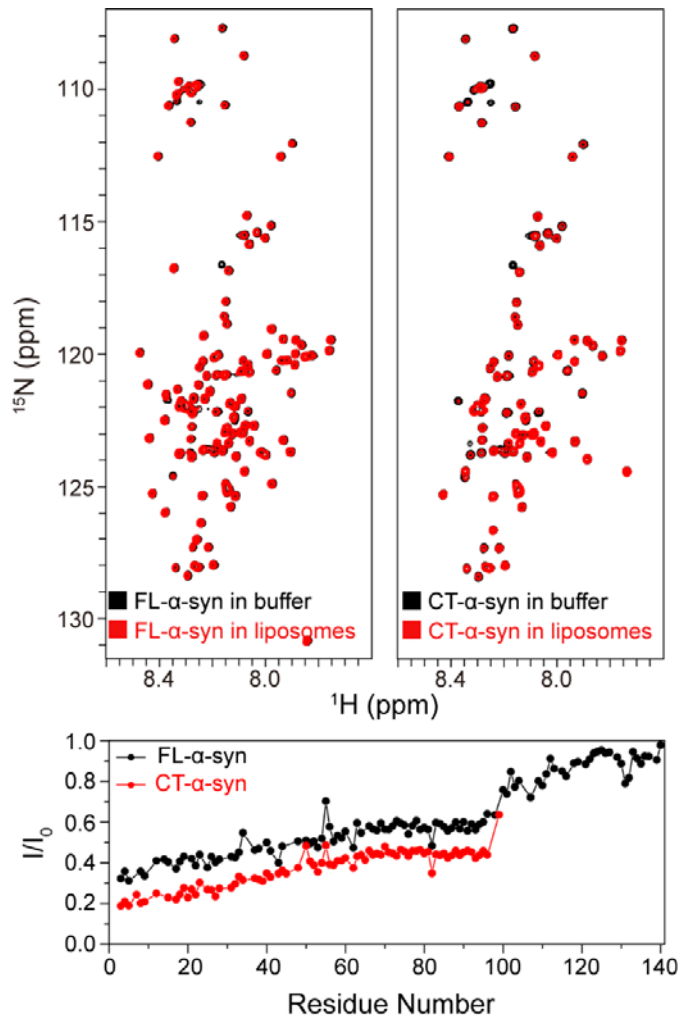 110
115
120
125
130
¹⁵N (ppm)
FL-α-syn in buffer
FL-α-syn in liposomes
CT-α-syn in buffer
CT-α-syn in liposomes
8.4
8.0
8.4
8.0
¹H (ppm)
1.0
0.8
0.6
0.4
0.2
0.0
I/I₀
FL-α-syn
CT-α-syn
0
20
40
60
80
100
120
140
Residue Number